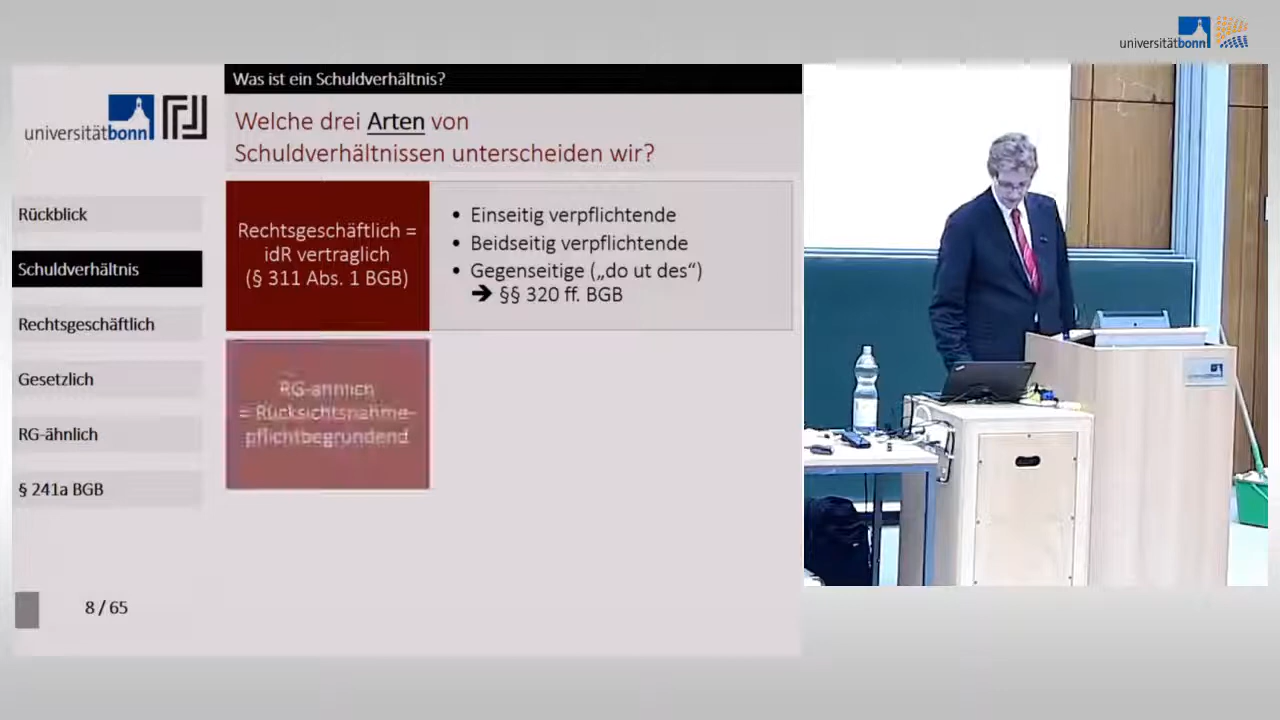 universitätbonn
Was ist ein Schuldverhältnis?
universitätbonn
Welche drei Arten von
Schuldverhältnissen unterscheiden wir?
Rückblick
Schuldverhältnis
Rechtsgeschäftlich
Gesetzlich
RG-ähnlich
§ 241a BGB
8 / 65
Rechtsgeschäftlich =
idR vertraglich
(§ 311 Abs. 1 BGB)
• Einseitig verpflichtende
• Beidseitig verpflichtende
• Gegenseitige („do ut des“)
➔ §§ 320 ff. BGB
RG-ähnlich
= Rücksichtsnahme-
pflichtbegründend